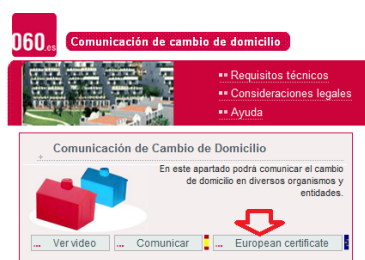 060.es
Comunicación de cambio de domicilio
Requisitos técnicos
Consideraciones legales
Ayuda
Comunicación de Cambio de Domicilio
En este apartado podrá comunicar el cambio
de domicilio en diversos organismos y
entidades.
... Ver video
... Comunicar
... European certificate